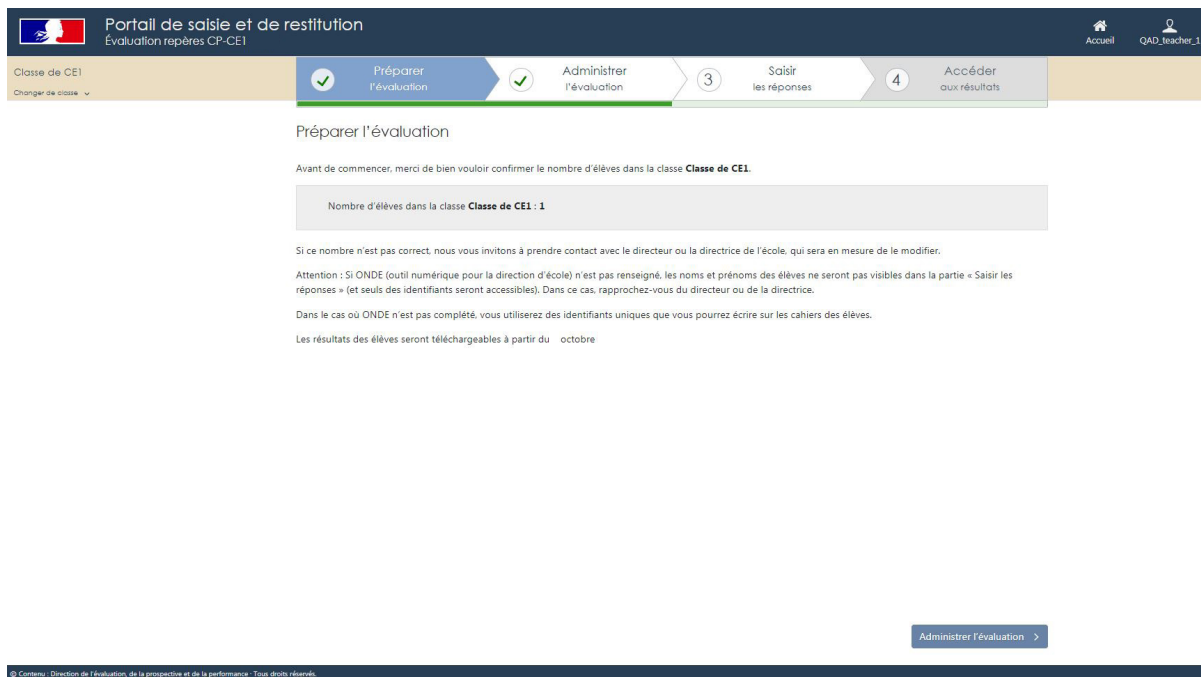 Portail de saisie et de restitution
Évaluation repères CP-CE1
Accueil
QAD_teacher_1
Classe de CE1
Changer de classe
Préparer
l'évaluation
Administrer
l'évaluation
3
Saisir
les réponses
4
Accéder
aux résultats
Préparer l'évaluation
Avant de commencer, merci de bien vouloir confirmer le nombre d'élèves dans la classe Classe de CE1.
Nombre d'élèves dans la classe Classe de CE1 : 1
Si ce nombre n'est pas correct, nous vous invitons à prendre contact avec le directeur ou la directrice de l'école, qui sera en mesure de le modifier.
Attention : Si ONDE (outil numérique pour la direction d'école) n'est pas renseigné, les noms et prénoms des élèves ne seront pas visibles dans la partie « Saisir les
réponses » (et seuls des identifiants seront accessibles). Dans ce cas, rapprochez-vous du directeur ou de la directrice.
Dans le cas où ONDE n'est pas complété, vous utiliserez des identifiants uniques que vous pourrez écrire sur les cahiers des élèves.
Les résultats des élèves seront téléchargeables à partir du octobre
Administrer l'évaluation >
© Contenu : Direction de l'évaluation, de la prospective et de la performance - Tous droits réservés.